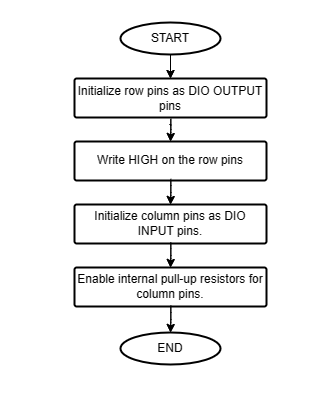 START
Initialize row pins as DIO OUTPUT
pins
Write HIGH on the row pins
Initialize column pins as DIO
INPUT pins.
Enable internal pull-up resistors for
column pins.
END